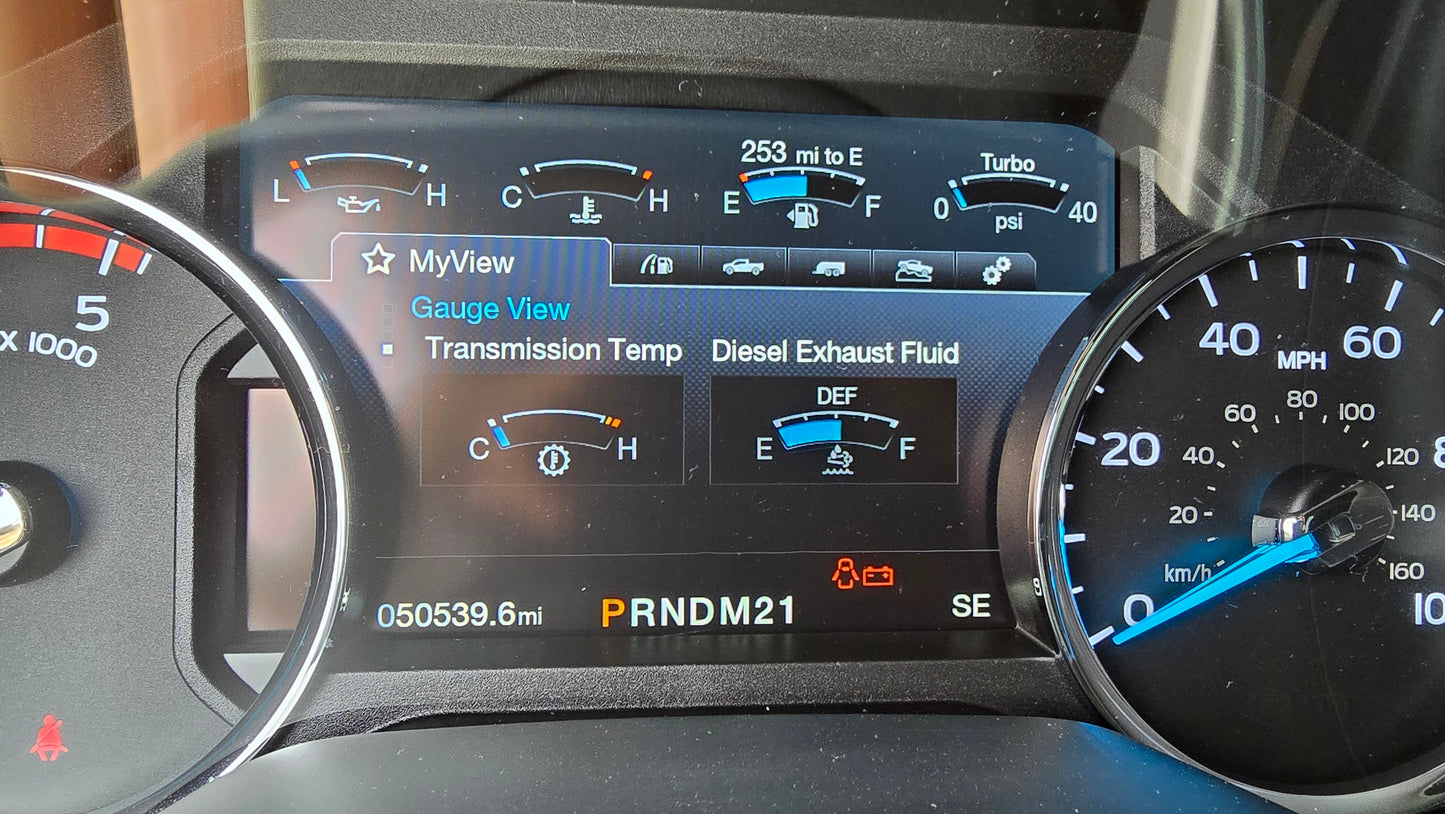 253 mi to E
L H
C H
E F
Turbo
0 40
psi
MyView
Gauge View
Transmission Temp
Diesel Exhaust Fluid
C H
DEF
E F
050539.6mi
PRNDM21
SE
5
X 1000
0
20
40
60
MPH
km/h
20
40
60
80
100
120
140
160